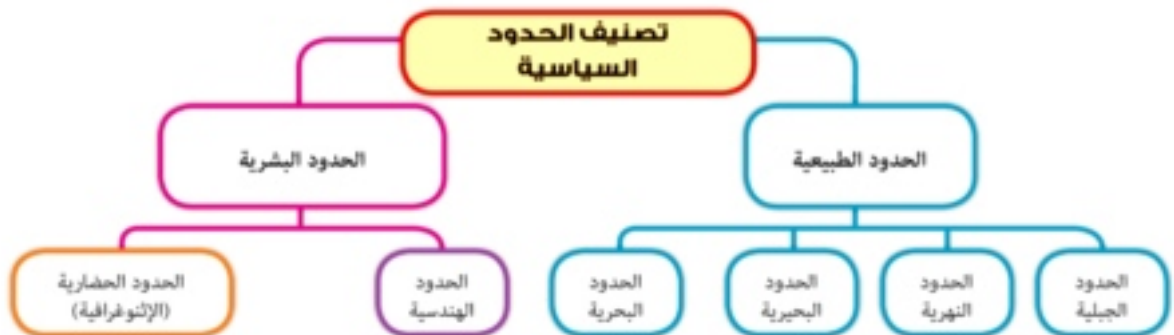 تصنيف الحدود
السياسية
الحدود الطبيعية
الحدود البشرية
الحدود
الجبلية
الحدود
النهرية
الحدود
البحيرية
الحدود
البحرية
الحدود
الهندسية
الحدود الحضارية
(الإثنوغرافية)